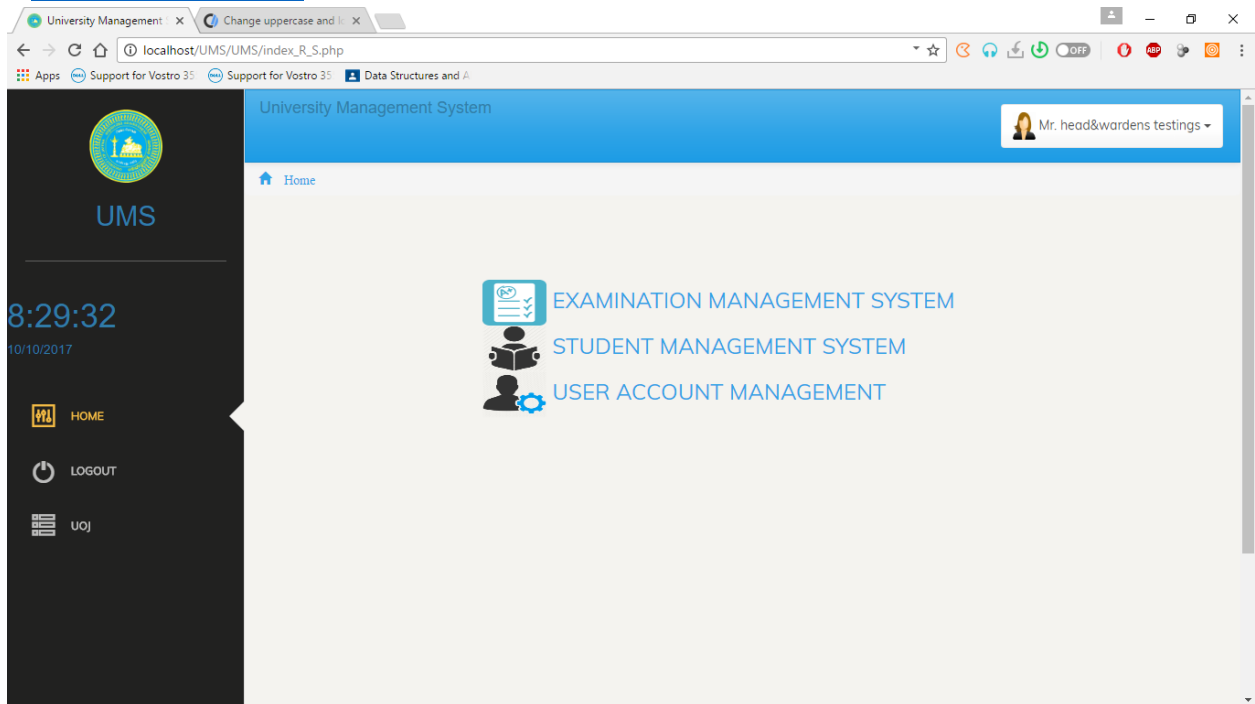 University Management
Change uppercase and l
localhost/UMS/UMS/index_R_S.php
OFF
ABP
Apps
Support for Vostro 35
Support for Vostro 35
Data Structures and A
University Management System
Mr. head&wardens testings
Home
UMS
8:29:32
10/10/2017
HOME
LOGOUT
UOJ
A+
EXAMINATION MANAGEMENT SYSTEM
STUDENT MANAGEMENT SYSTEM
USER ACCOUNT MANAGEMENT